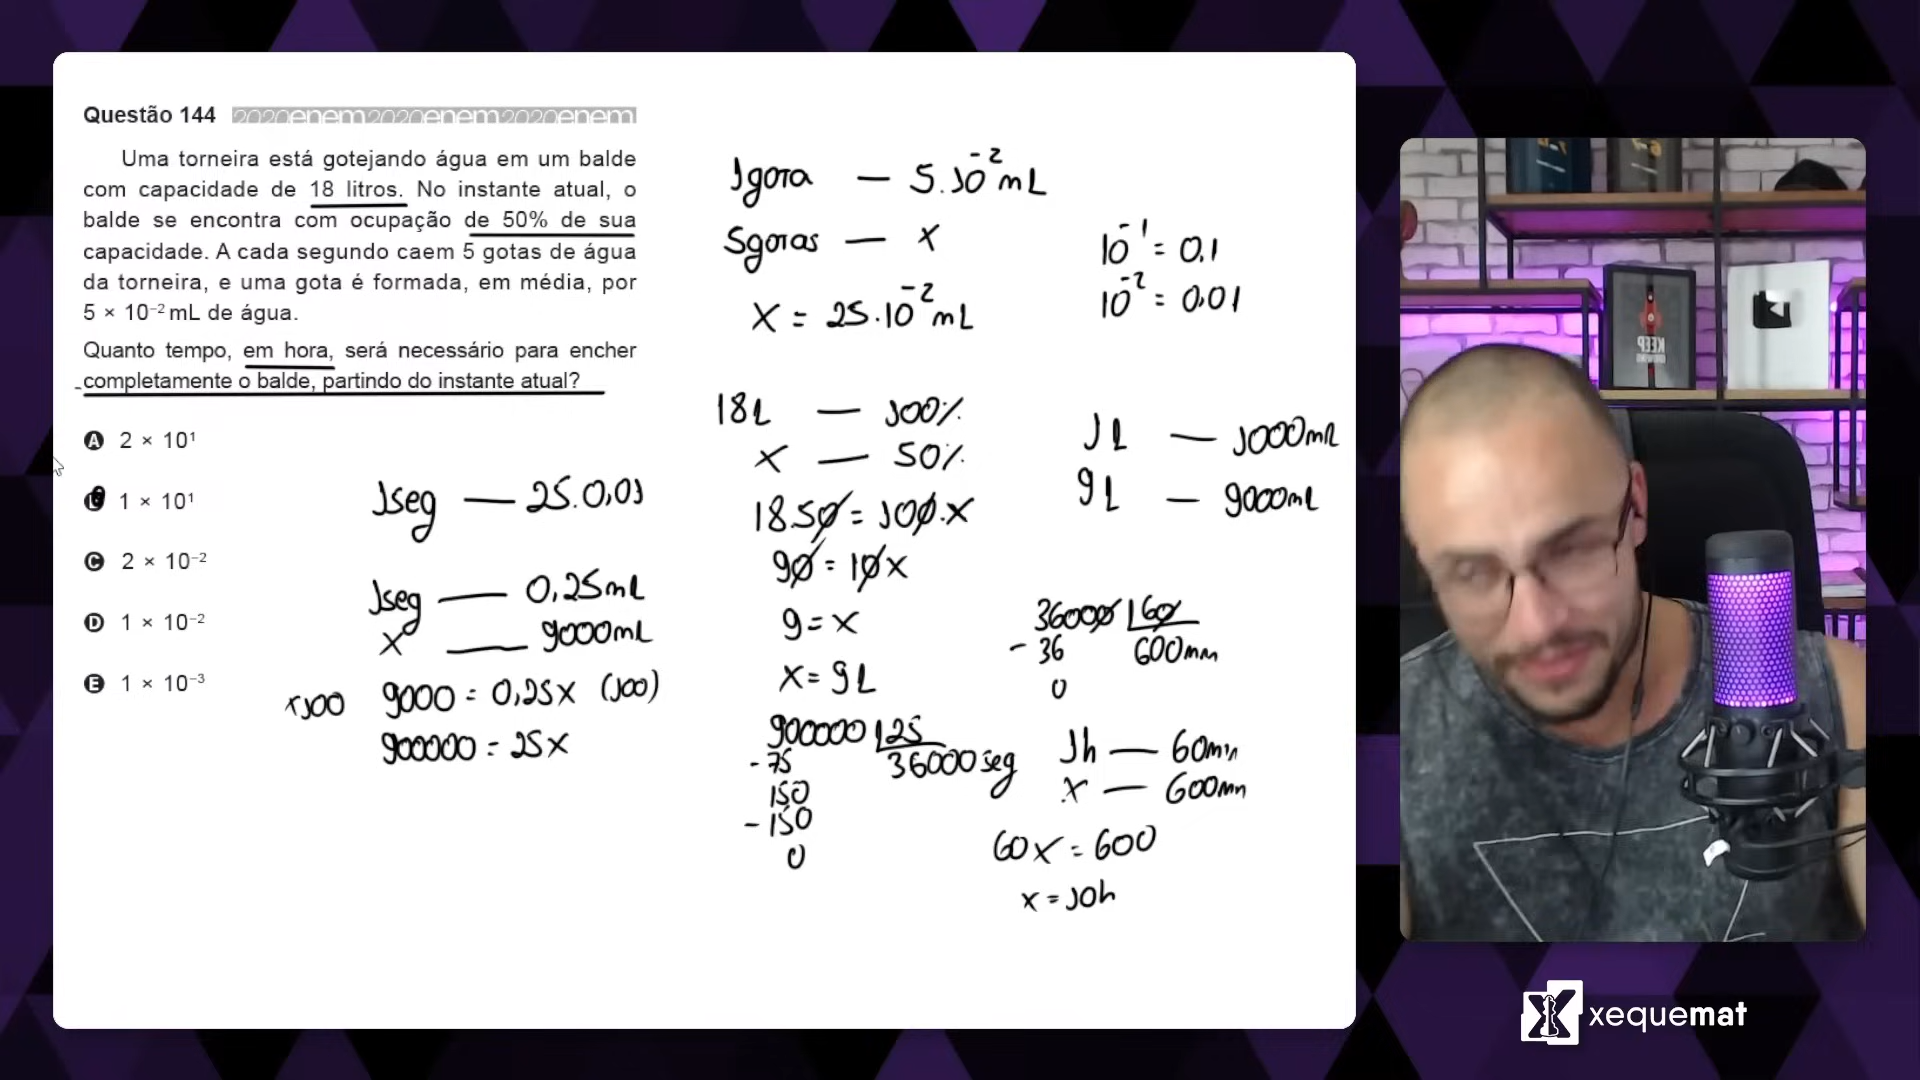 Questão 144 2020enem2020enem2020enem
Uma torneira está gotejando água em um balde
com capacidade de 18 litros. No instante atual, o
balde se encontra com ocupação de 50% de sua
capacidade. A cada segundo caem 5 gotas de água
da torneira, e uma gota é formada, em média, por
5 × 10⁻² mL de água.
Quanto tempo, em hora, será necessário para encher
completamente o balde, partindo do instante atual?
A 2 × 10¹
1 × 10¹
C 2 × 10⁻²
D 1 × 10⁻²
E 1 × 10⁻³
1seg — 25.0,01
1seg — 0,25mL
x — 9000mL
x100 9000 = 0,25x (100)
900000 = 25x
1gota — 5.10⁻² mL
5gotas — x
x = 25.10⁻² mL
10⁻¹ = 0,1
10⁻² = 0,01
18L — 100%
x — 50%
18.50 = 100.x
90 = 10x
9 = x
x = 9L
900000 | 25
-75 36000 seg
150
-150
0
1L — 1000mL
9L — 9000mL
36000 | 60
-36 600min
0
1h — 60min
x — 600min
60x = 600
x = 10h
KEEP
xequemat